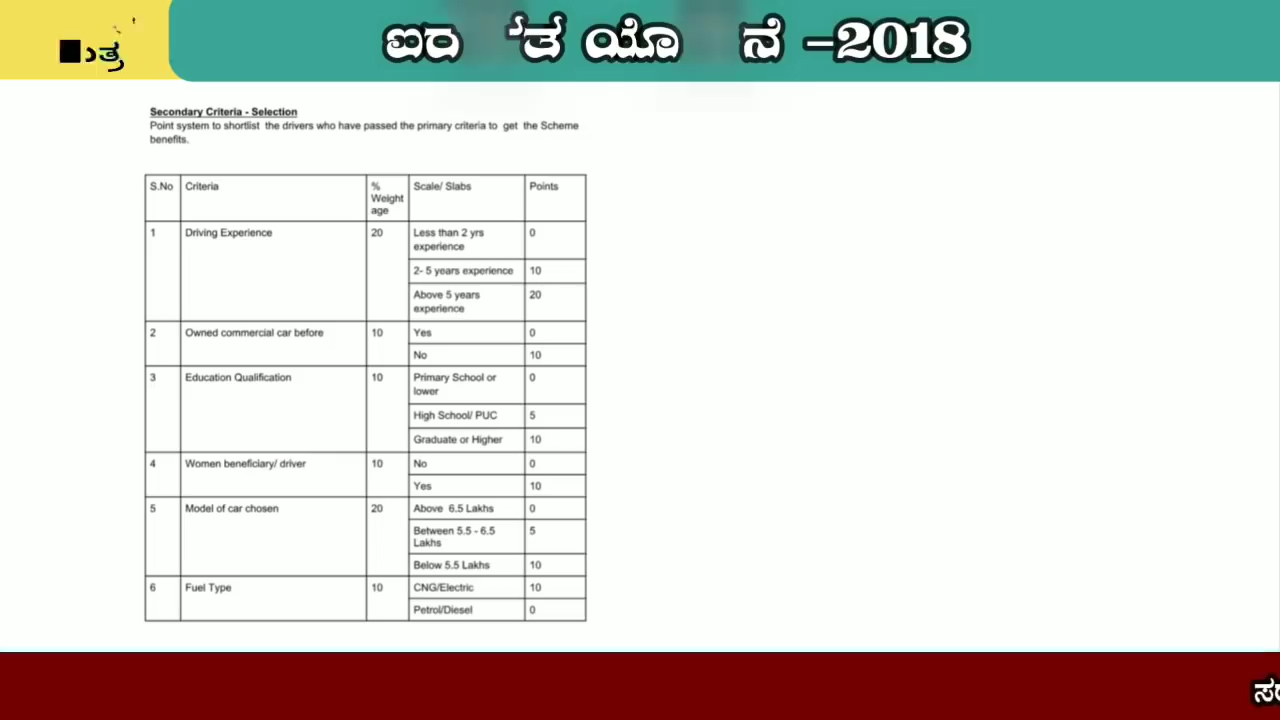 –2018
Secondary Criteria - Selection
Point system to shortlist the drivers who have passed the primary criteria to get the Scheme
benefits.
S.No Criteria % Weight age Scale/ Slabs Points
1 Driving Experience 20 Less than 2 yrs experience 0
2- 5 years experience 10
Above 5 years experience 20
2 Owned commercial car before 10 Yes 0
No 10
3 Education Qualification 10 Primary School or lower 0
High School/ PUC 5
Graduate or Higher 10
4 Women beneficiary/ driver 10 No 0
Yes 10
5 Model of car chosen 20 Above 6.5 Lakhs 0
Between 5.5 - 6.5 Lakhs 5
Below 5.5 Lakhs 10
6 Fuel Type 10 CNG/Electric 10
Petrol/Diesel 0